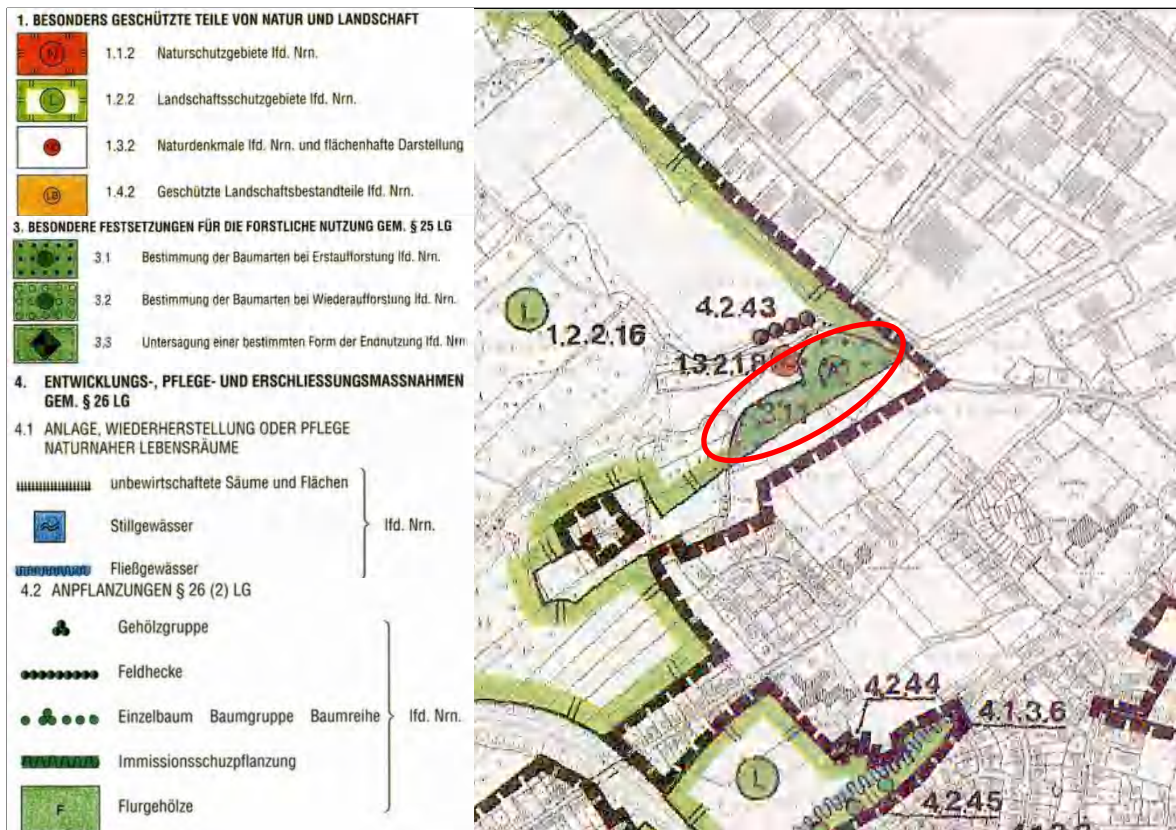 1. BESONDERS GESCHÜTZTE TEILE VON NATUR UND LANDSCHAFT
N
1.1.2 Naturschutzgebiete lfd. Nrn.
L
1.2.2 Landschaftsschutzgebiete lfd. Nrn.
1.3.2 Naturdenkmale lfd. Nrn. und flächenhafte Darstellung
LB
1.4.2 Geschützte Landschaftsbestandteile lfd. Nrn.
3. BESONDERE FESTSETZUNGEN FÜR DIE FORSTLICHE NUTZUNG GEM. § 25 LG
3.1 Bestimmung der Baumarten bei Erstaufforstung lfd. Nrn.
3.2 Bestimmung der Baumarten bei Wiederaufforstung lfd. Nrn.
3.3 Untersagung einer bestimmten Form der Endnutzung lfd. Nrn
4. ENTWICKLUNGS-, PFLEGE- UND ERSCHLIESSUNGSMASSNAHMEN
GEM. § 26 LG
4.1 ANLAGE, WIEDERHERSTELLUNG ODER PFLEGE
NATURNAHER LEBENSRÄUME
unbewirtschaftete Säume und Flächen
Stillgewässer
lfd. Nrn.
Fließgewässer
4.2 ANPFLANZUNGEN § 26 (2) LG
Gehölzgruppe
Feldhecke
Einzelbaum Baumgruppe Baumreihe
lfd. Nrn.
Immissionsschuzpflanzung
F
Flurgehölze
4.2.43
L
1.2.2.16
1.3.2.1.8
4.2.44
4.1.3.6
L
4.2.45